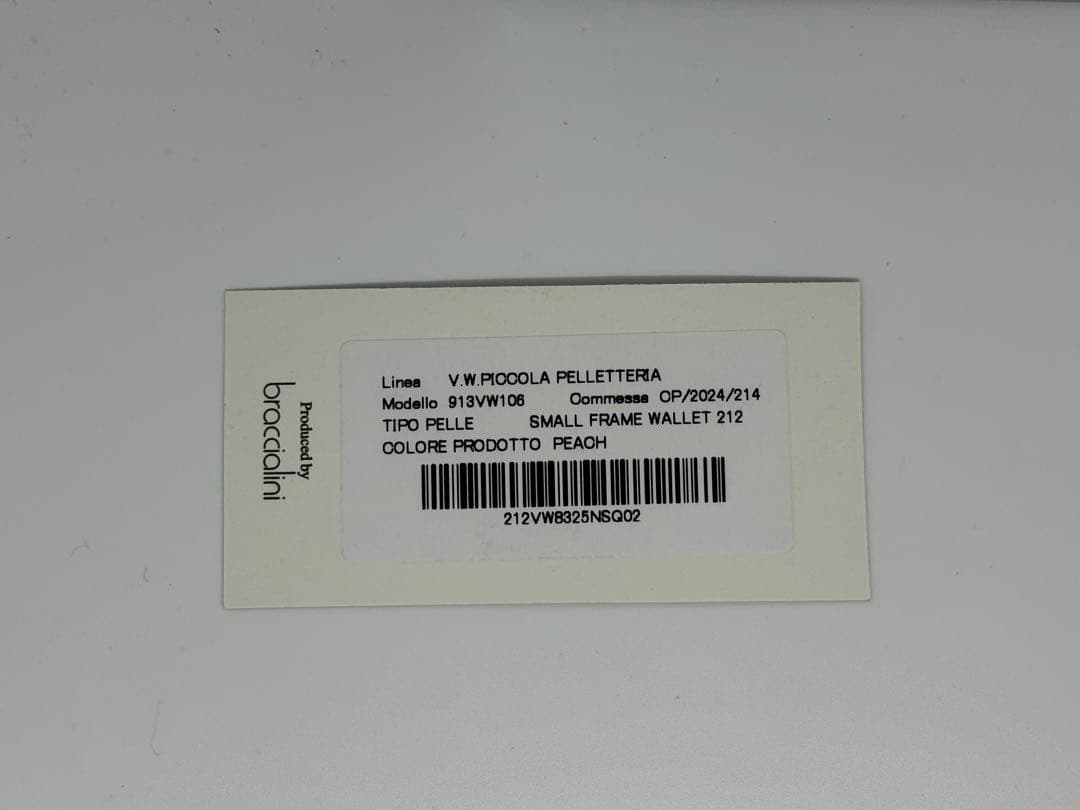 Produced by
braccialini
Linea V.W.PICCOLA PELLETTERIA
Modello 913VW106 Commessa CP/2024/214
TIPO PELLE SMALL FRAME WALLET 212
COLORE PRODOTTO PEACH
212VW8325NSQ02